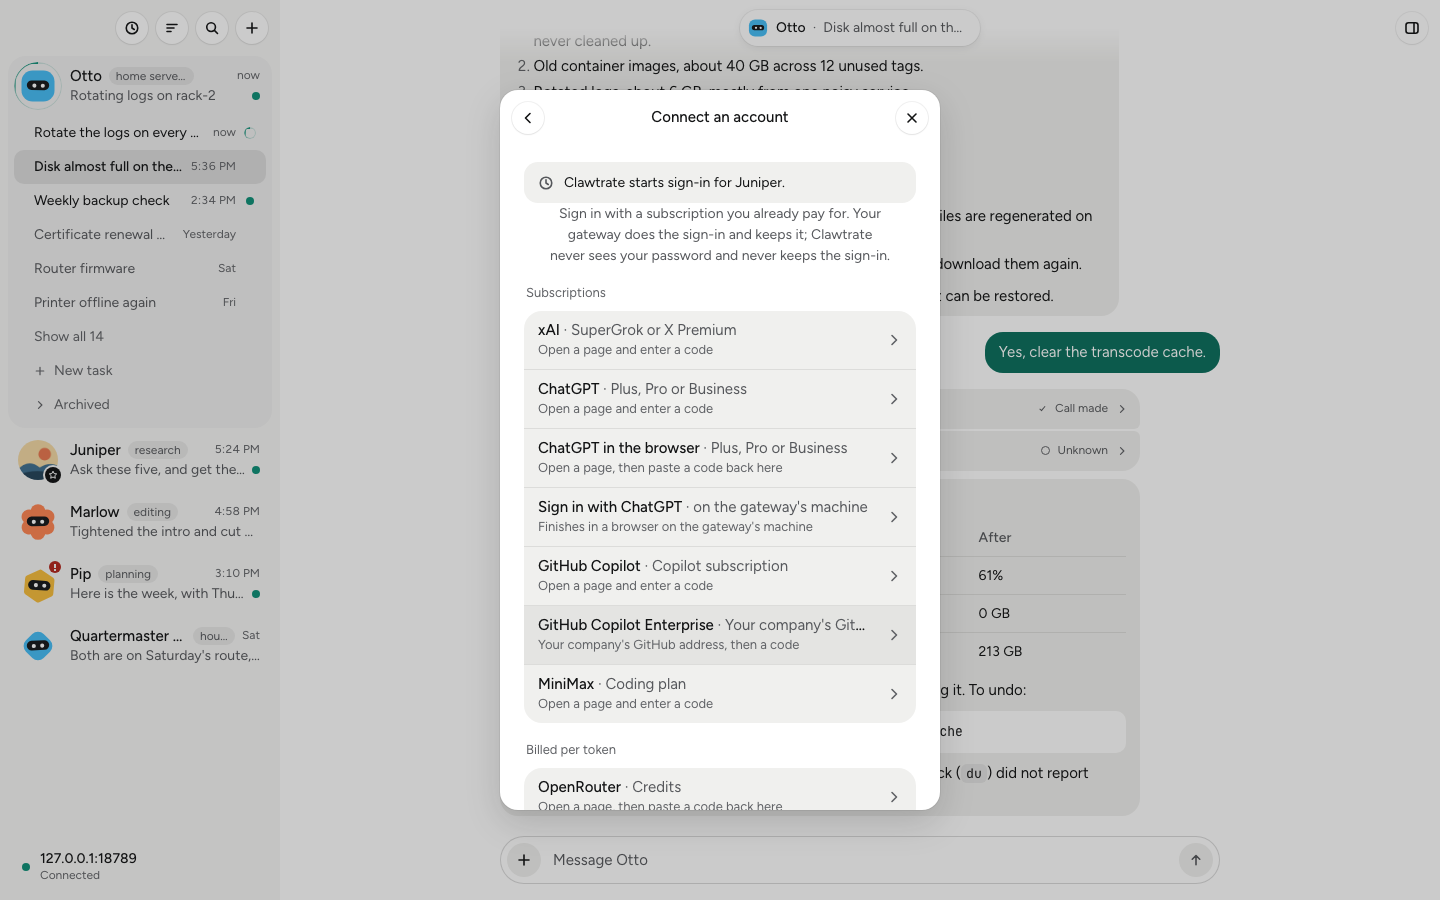 Otto
home serve...
now
Rotating logs on rack-2
Rotate the logs on every ...
now
Disk almost full on the...
5:36 PM
Weekly backup check
2:34 PM
Certificate renewal ...
Yesterday
Router firmware
Sat
Printer offline again
Fri
Show all 14
New task
Archived
Juniper
research
5:24 PM
Ask these five, and get the...
Marlow
editing
4:58 PM
Tightened the intro and cut ...
Pip
planning
3:10 PM
Here is the week, with Thu...
Quartermaster ...
hou...
Sat
Both are on Saturday's route,...
127.0.0.1:18789
Connected
Otto · Disk almost full on th...
never cleaned up.
2. Old container images, about 40 GB across 12 unused tags.
Connect an account
Clawtrate starts sign-in for Juniper.
Sign in with a subscription you already pay for. Your
gateway does the sign-in and keeps it; Clawtrate
never sees your password and never keeps the sign-in.
Subscriptions
xAI · SuperGrok or X Premium
Open a page and enter a code
ChatGPT · Plus, Pro or Business
Open a page and enter a code
ChatGPT in the browser · Plus, Pro or Business
Open a page, then paste a code back here
Sign in with ChatGPT · on the gateway's machine
Finishes in a browser on the gateway's machine
GitHub Copilot · Copilot subscription
Open a page and enter a code
GitHub Copilot Enterprise · Your company's Git...
Your company's GitHub address, then a code
MiniMax · Coding plan
Open a page and enter a code
Billed per token
OpenRouter · Credits
Open a page, then paste a code back here
are regenerated on
download them again.
can be restored.
Yes, clear the transcode cache.
Call made
Unknown
After
61%
0 GB
213 GB
it. To undo:
(du) did not report
Message Otto